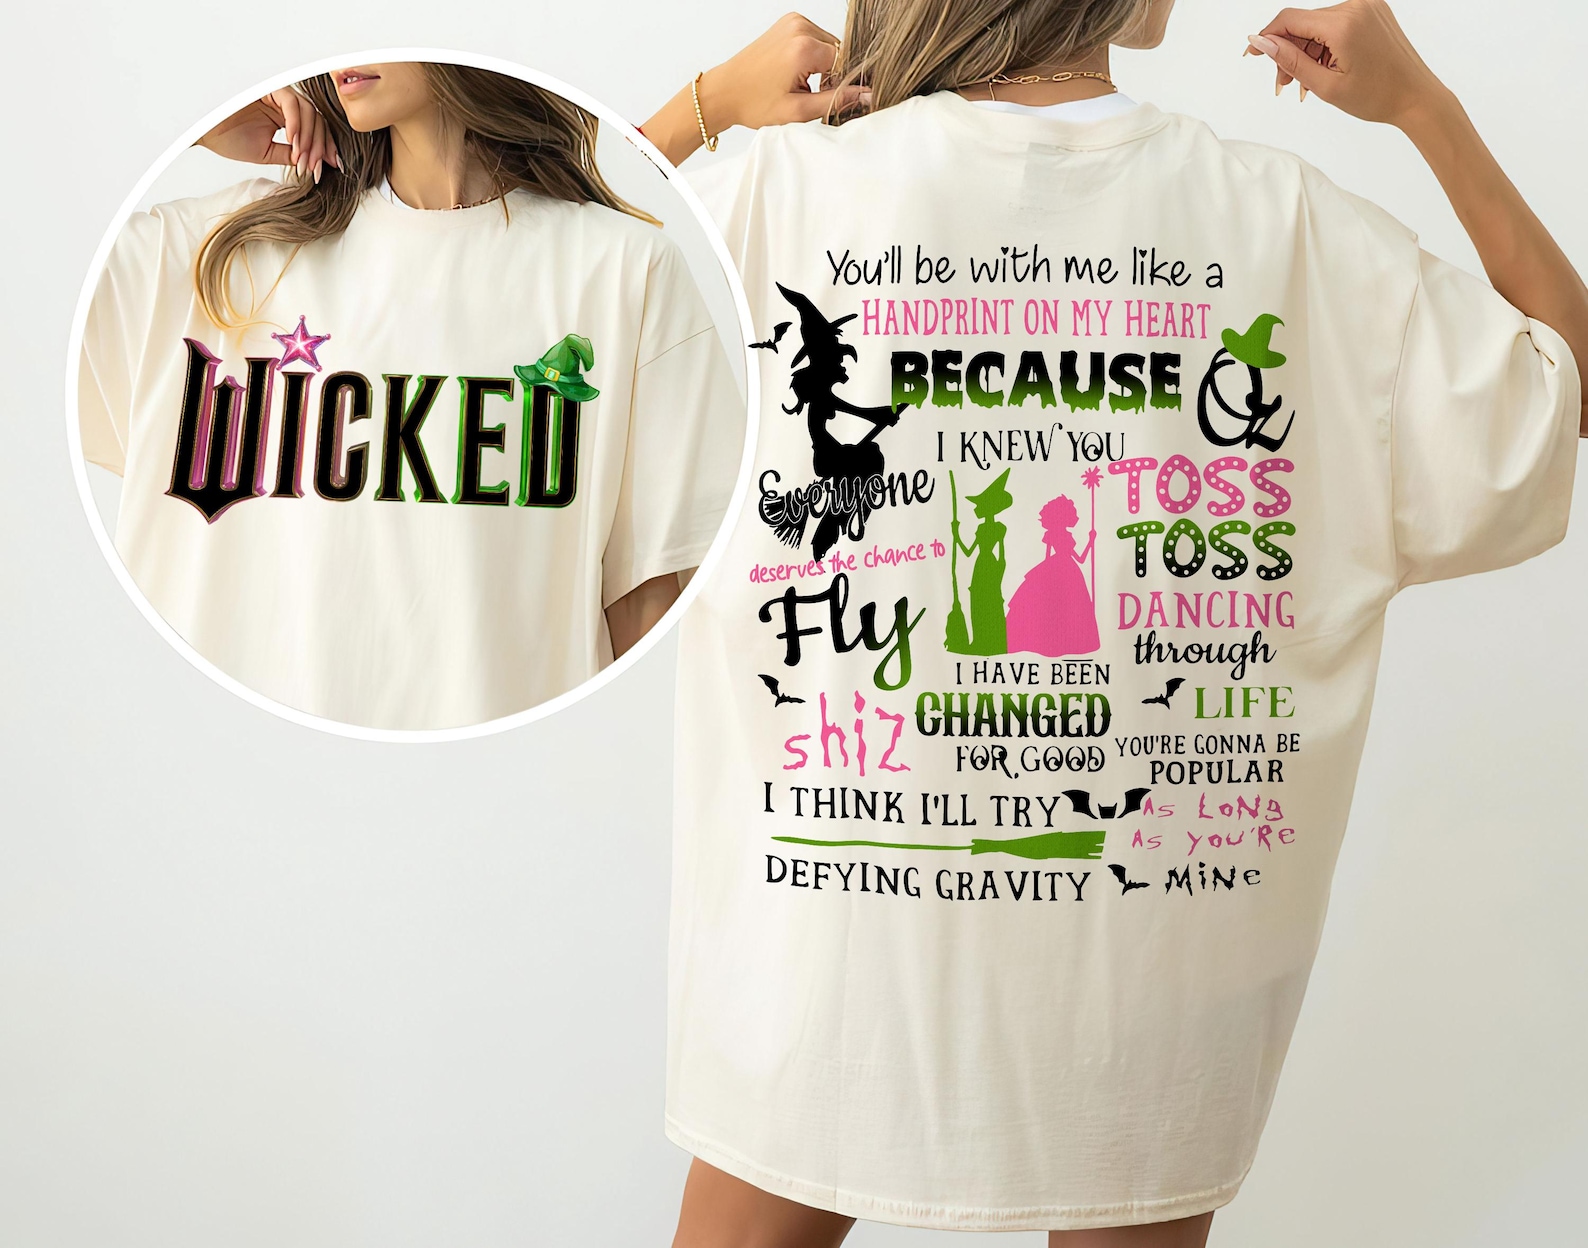 WICKED
You'll be with me like a
HANDPRINT ON MY HEART
BECAUSE
I KNEW YOU
Oz
Everyone
deserves the chance to
Fly
TOSS
TOSS
DANCING
through
LIFE
I HAVE BEEN
CHANGED
FOR GOOD
shiz
YOU'RE GONNA BE
POPULAR
I THINK I'LL TRY
DEFYING GRAVITY
As LoNg
As you'Re
MiNe